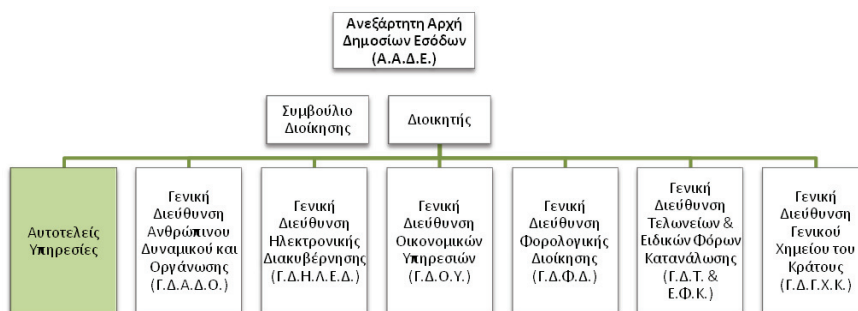 Ανεξάρτητη Αρχή
Δημοσίων Εσόδων
(Α.Α.Δ.Ε.)
Συμβούλιο
Διοίκησης
Διοικητής
Αυτοτελείς
Υπηρεσίες
Γενική
Διεύθυνση
Ανθρώπινου
Δυναμικού και
Οργάνωσης
(Γ.Δ.Α.Δ.Ο.)
Γενική
Διεύθυνση
Ηλεκτρονικής
Διακυβέρνησης
(Γ.Δ.Η.Λ.Ε.Δ.)
Γενική
Διεύθυνση
Οικονομικών
Υπηρεσιών
(Γ.Δ.Ο.Υ.)
Γενική
Διεύθυνση
Φορολογικής
Διοίκησης
(Γ.Δ.Φ.Δ.)
Γενική
Διεύθυνση
Τελωνείων &
Ειδικών Φόρων
Κατανάλωσης
(Γ.Δ.Τ. &
Ε.Φ.Κ.)
Γενική
Διεύθυνση
Γενικού
Χημείου του
Κράτους
(Γ.Δ.Γ.Χ.Κ.)